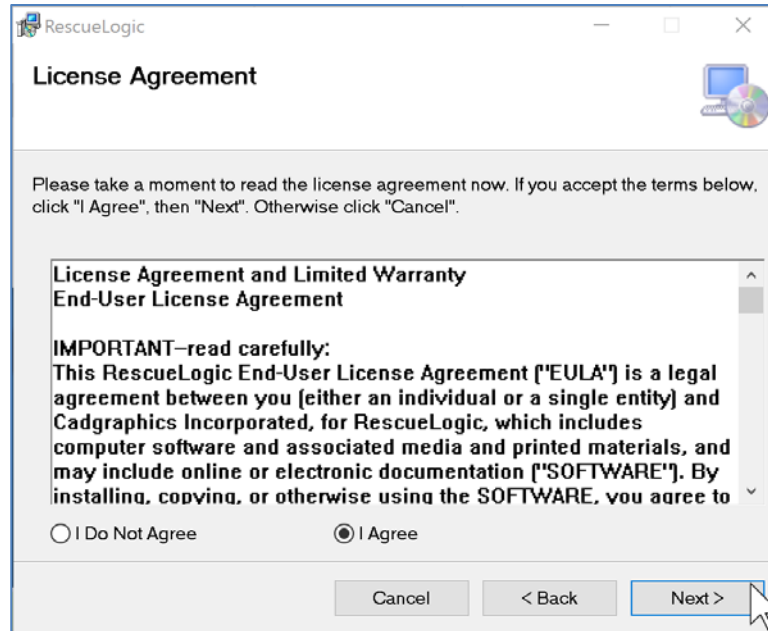 RescueLogic
License Agreement
Please take a moment to read the license agreement now. If you accept the terms below,
click "I Agree", then "Next". Otherwise click "Cancel".
License Agreement and Limited Warranty
End-User License Agreement
IMPORTANT–read carefully:
This RescueLogic End-User License Agreement ("EULA") is a legal
agreement between you (either an individual or a single entity) and
Cadgraphics Incorporated, for RescueLogic, which includes
computer software and associated media and printed materials, and
may include online or electronic documentation ("SOFTWARE"). By
installing, copying, or otherwise using the SOFTWARE, you agree to
I Do Not Agree
I Agree
Cancel
< Back
Next >